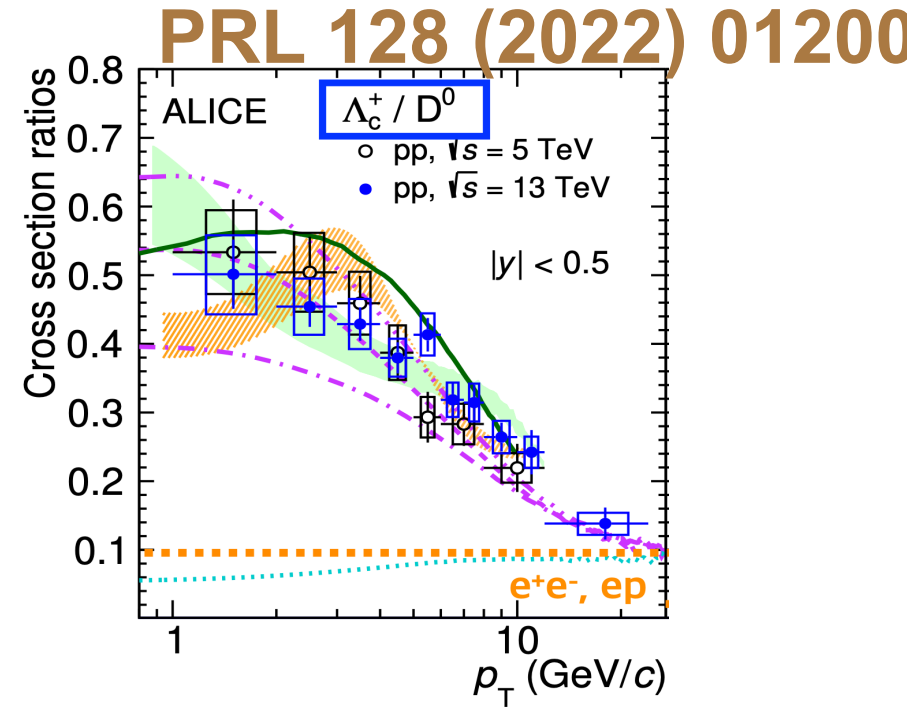 PRL 128 (2022) 01200
ALICE
Λc+ / D0
pp, √s = 5 TeV
pp, √s = 13 TeV
|y| < 0.5
Cross section ratios
0.8
0.7
0.6
0.5
0.4
0.3
0.2
0.1
e+e-, ep
1
10
pT (GeV/c)